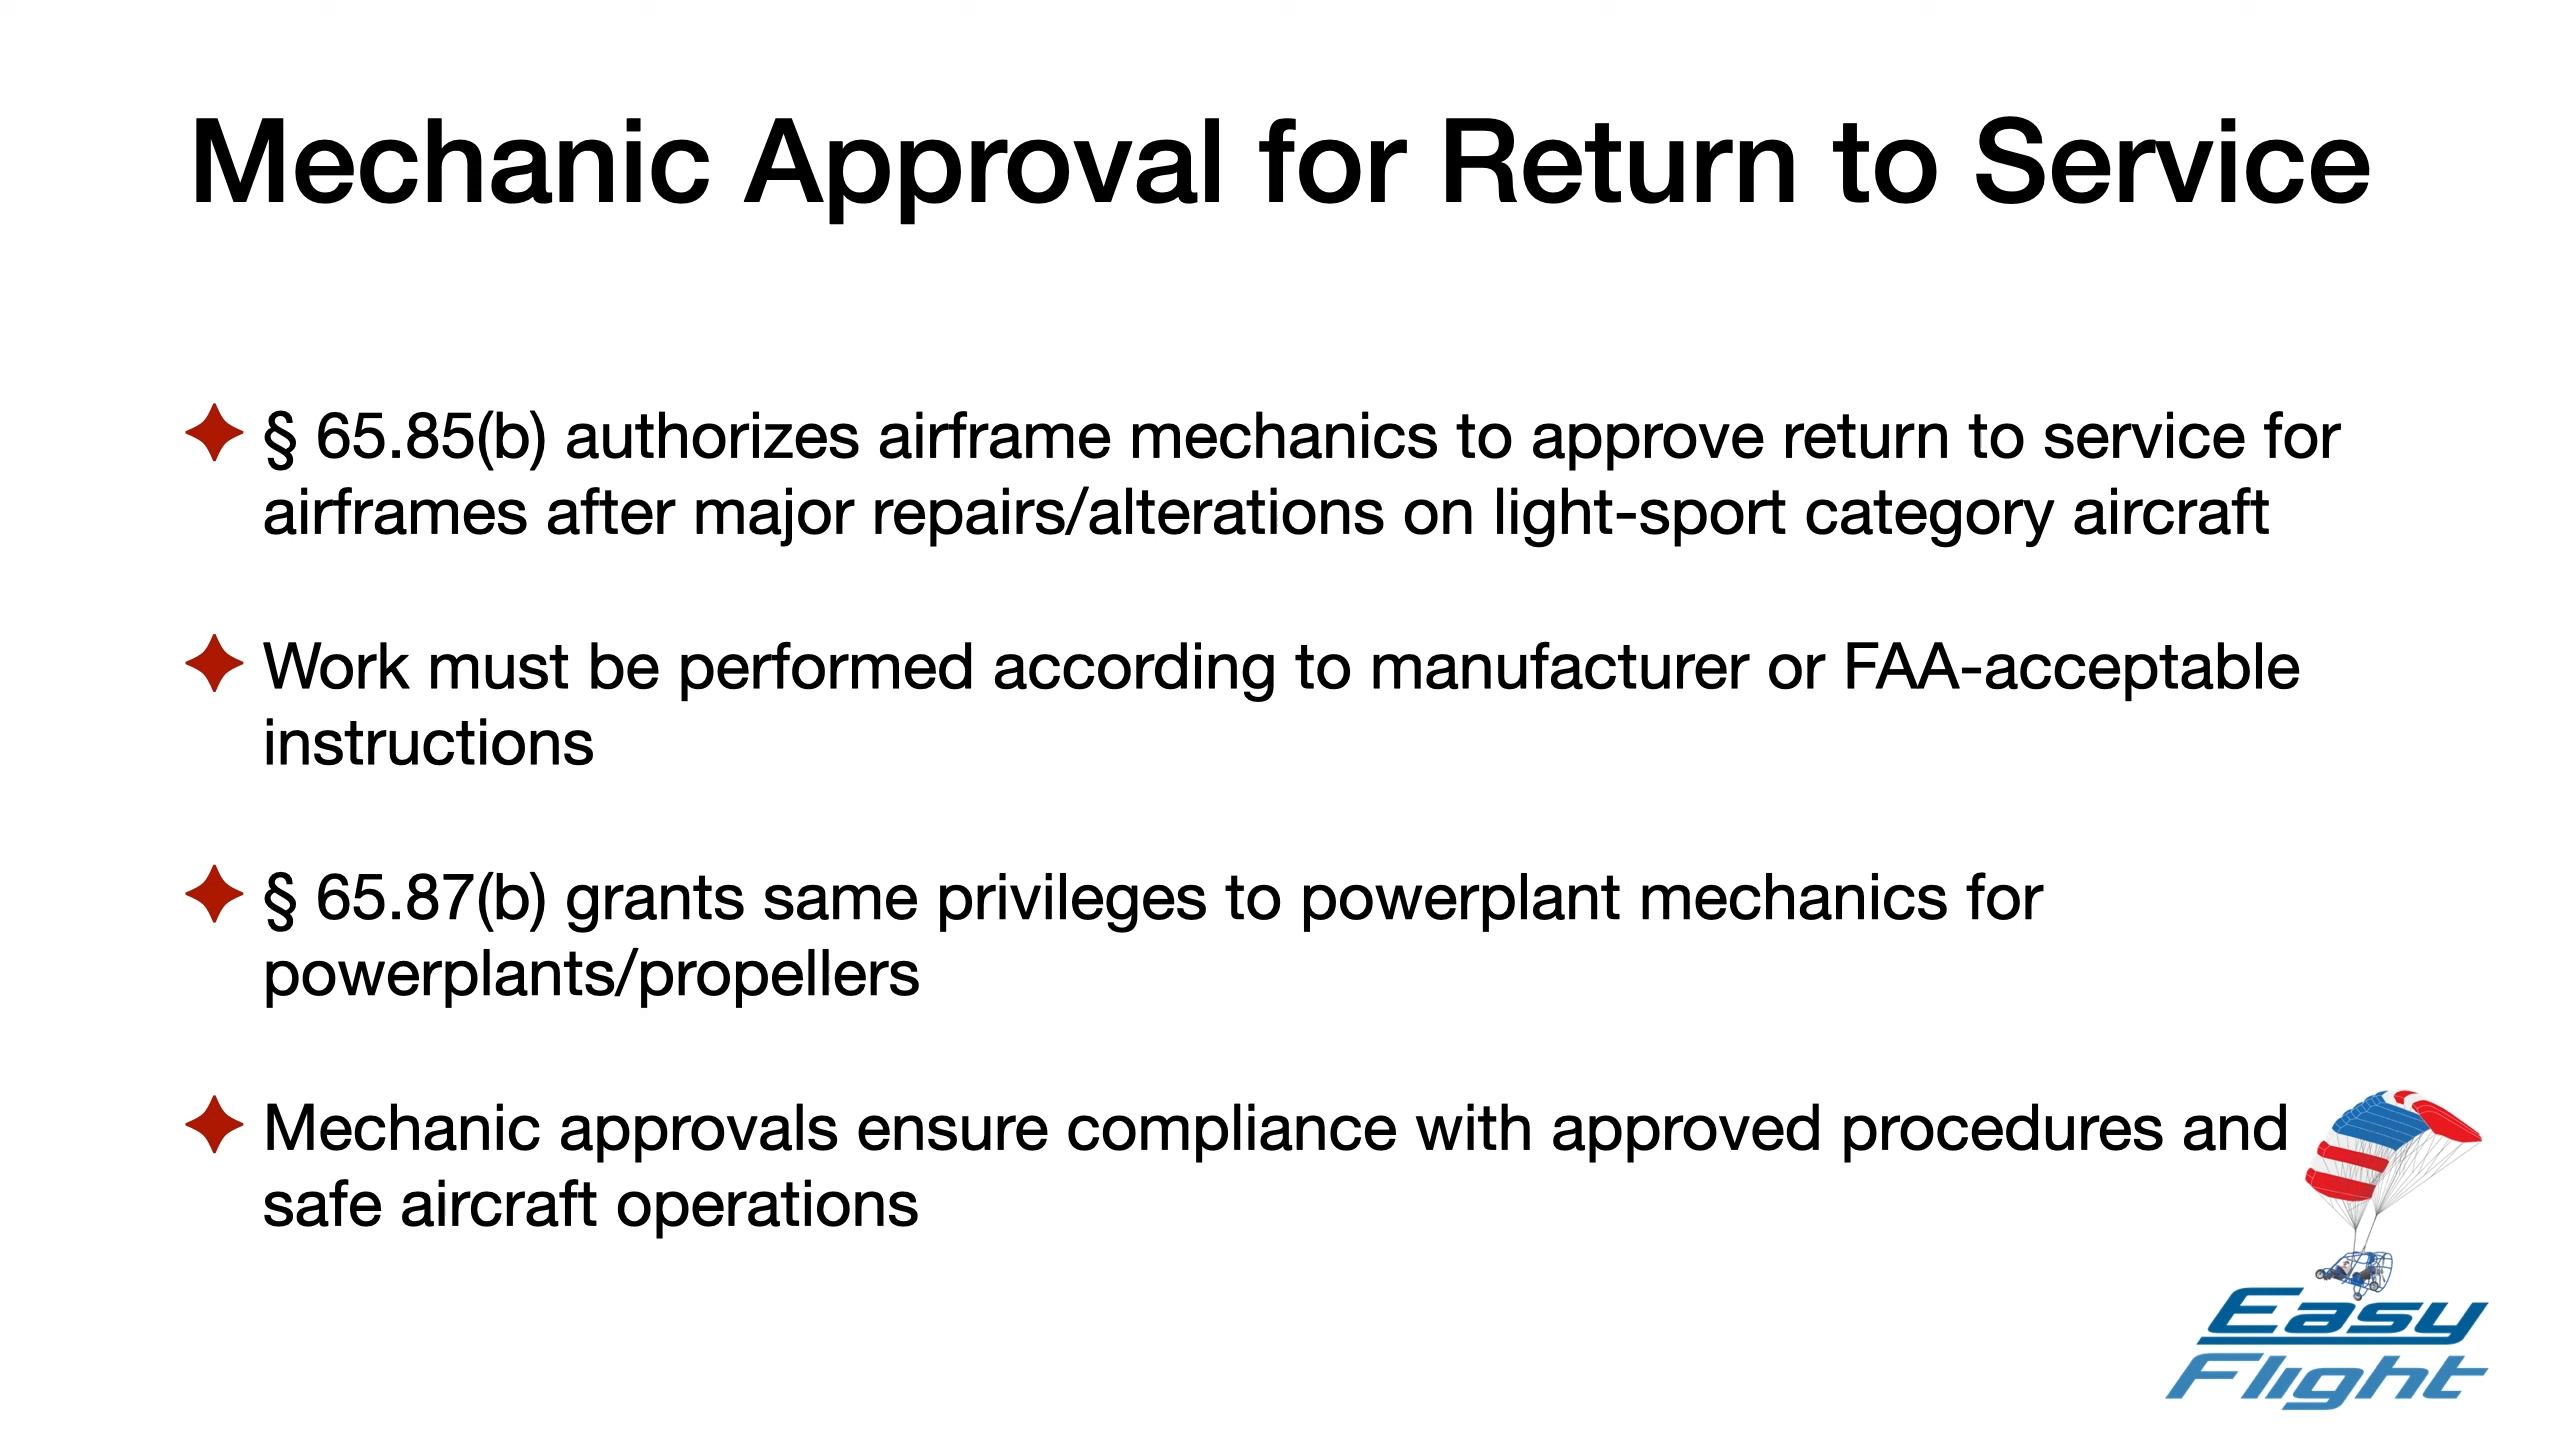 Mechanic Approval for Return to Service
§ 65.85(b) authorizes airframe mechanics to approve return to service for
airframes after major repairs/alterations on light-sport category aircraft
Work must be performed according to manufacturer or FAA-acceptable
instructions
§ 65.87(b) grants same privileges to powerplant mechanics for
powerplants/propellers
Mechanic approvals ensure compliance with approved procedures and
safe aircraft operations
Easy
Flight